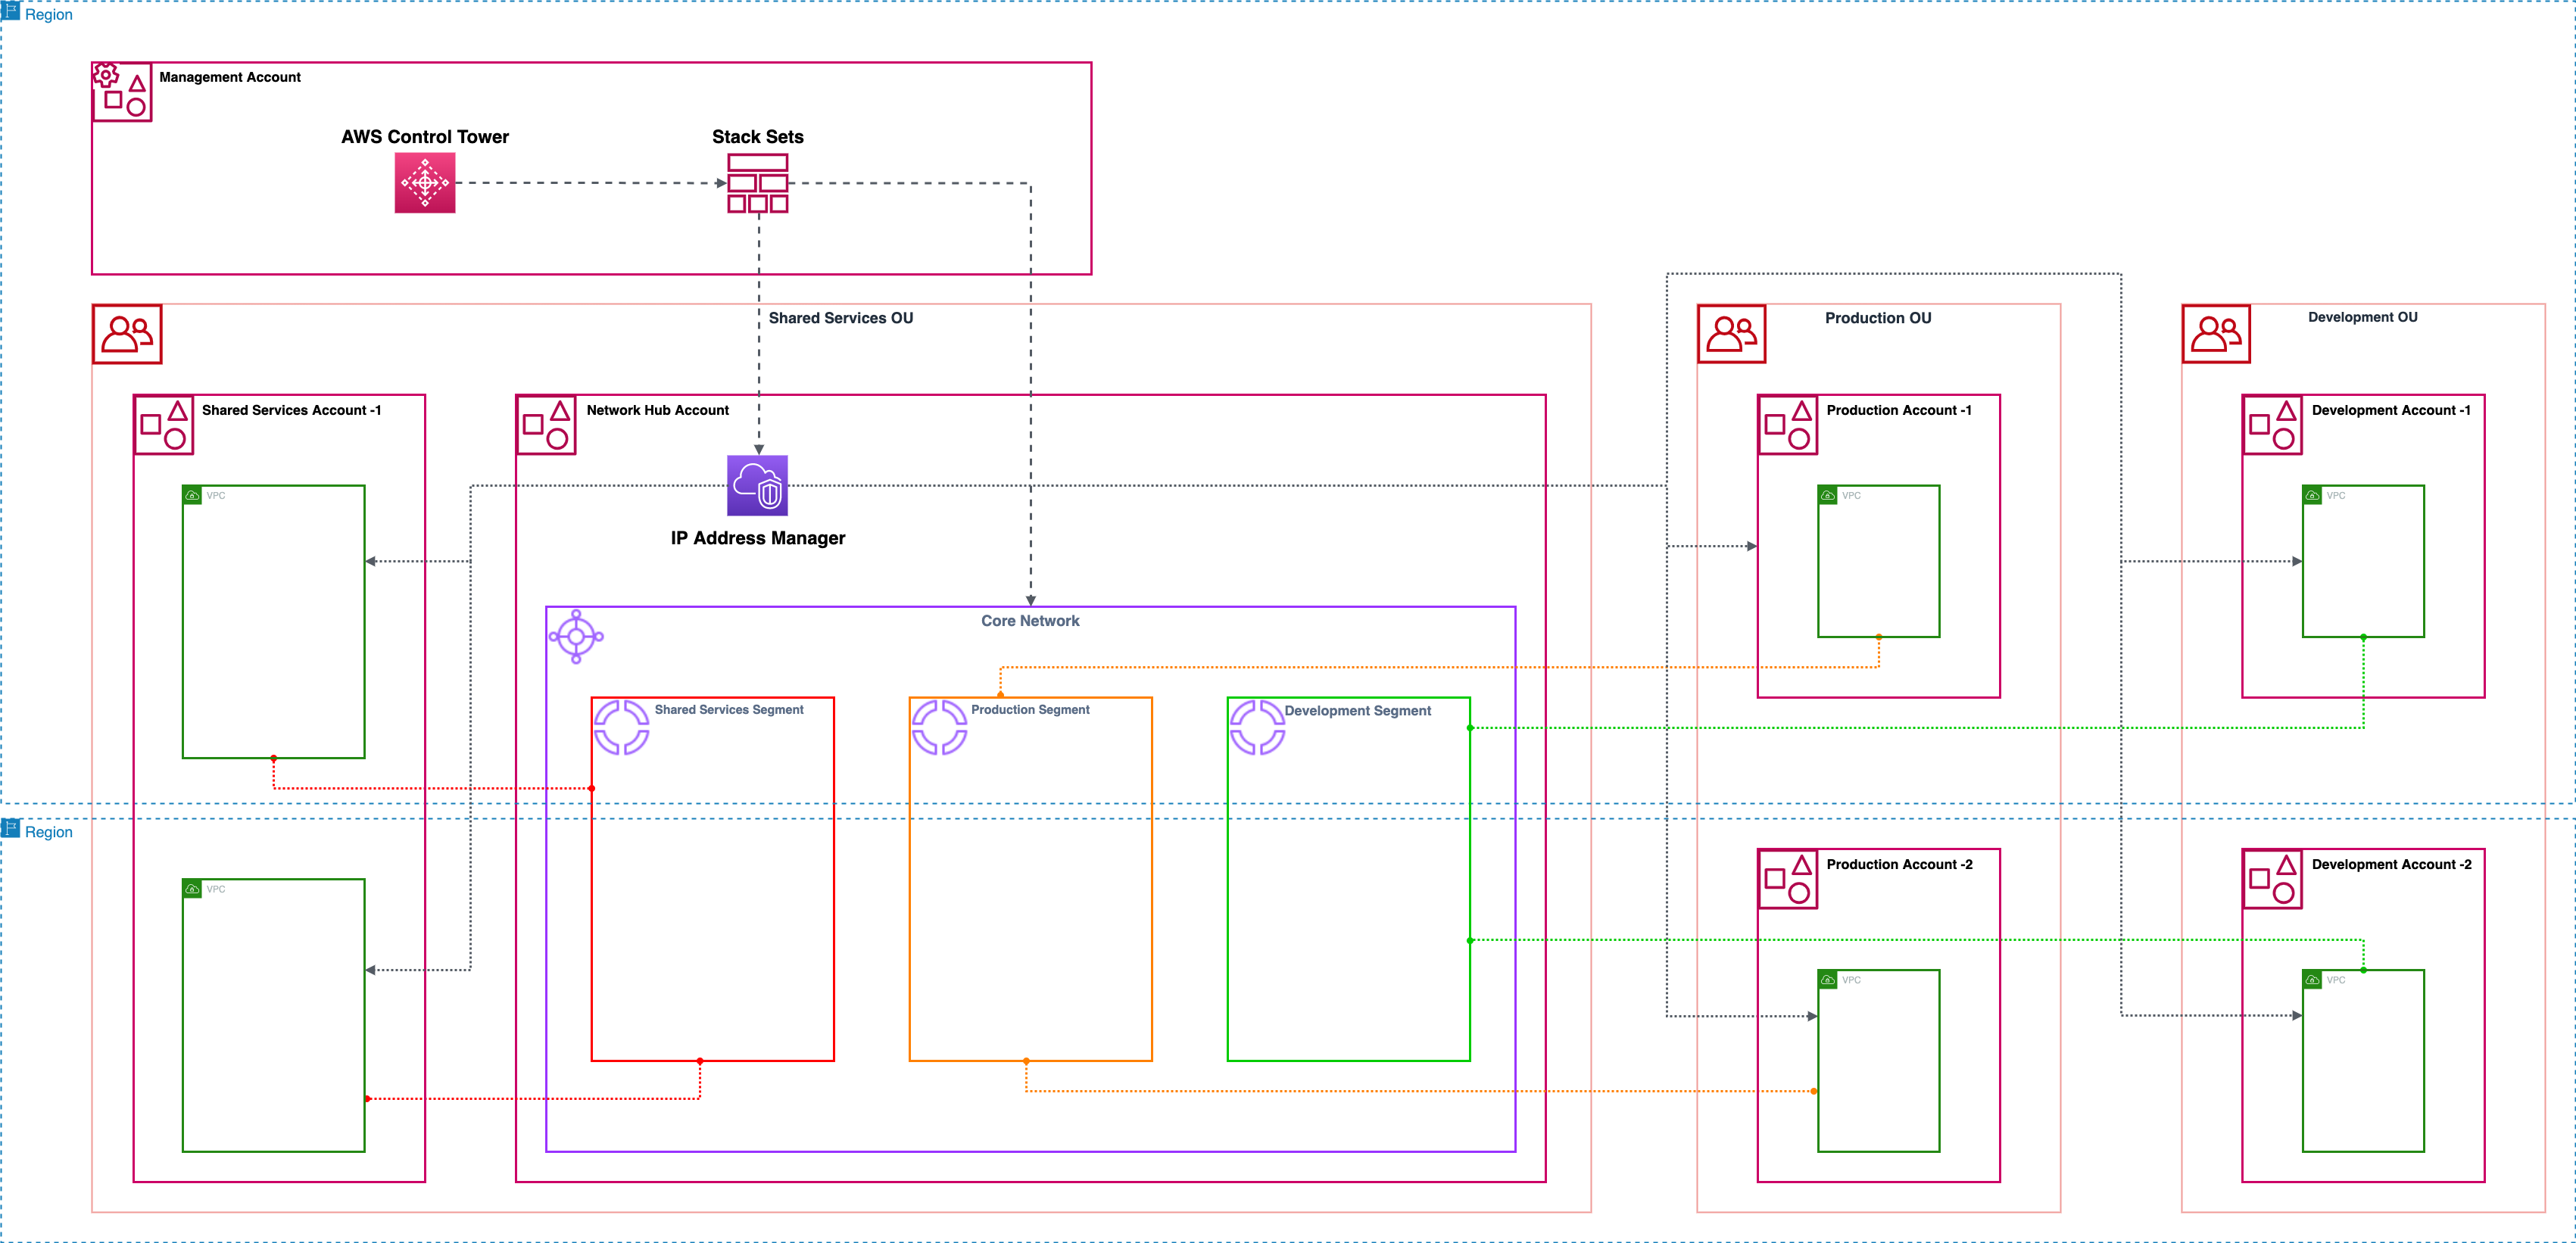 Region
Management Account
AWS Control Tower
Stack Sets
Shared Services OU
Production OU
Development OU
Shared Services Account -1
Network Hub Account
Production Account -1
Development Account -1
VPC
VPC
VPC
IP Address Manager
Core Network
Shared Services Segment
Production Segment
Development Segment
Region
Production Account -2
Development Account -2
VPC
VPC
VPC